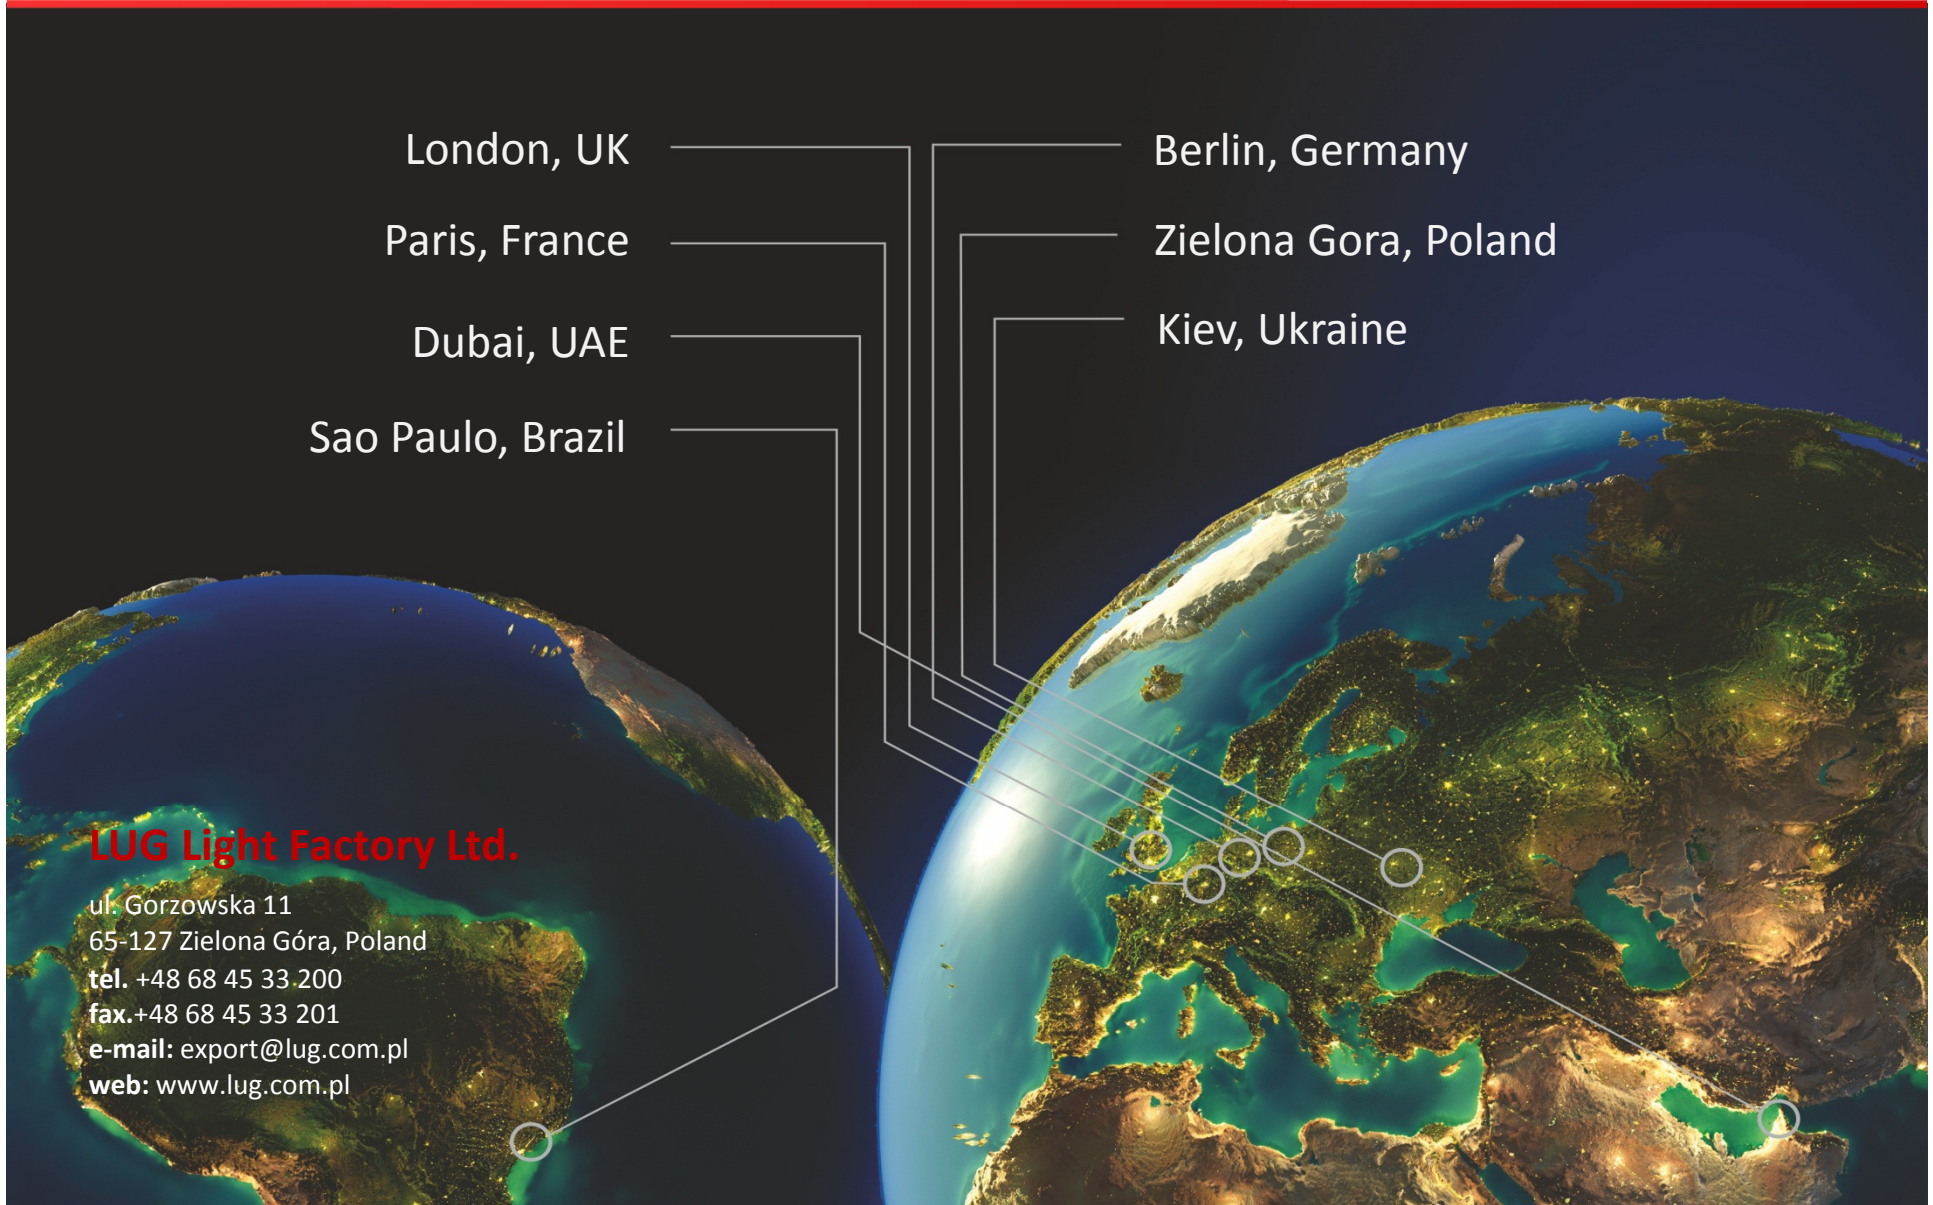 London, UK
Paris, France
Dubai, UAE
Sao Paulo, Brazil
Berlin, Germany
Zielona Gora, Poland
Kiev, Ukraine
LUG Light Factory Ltd.
ul. Gorzowska 11
65-127 Zielona Góra, Poland
tel. +48 68 45 33 200
fax.+48 68 45 33 201
e-mail: export@lug.com.pl
web: www.lug.com.pl